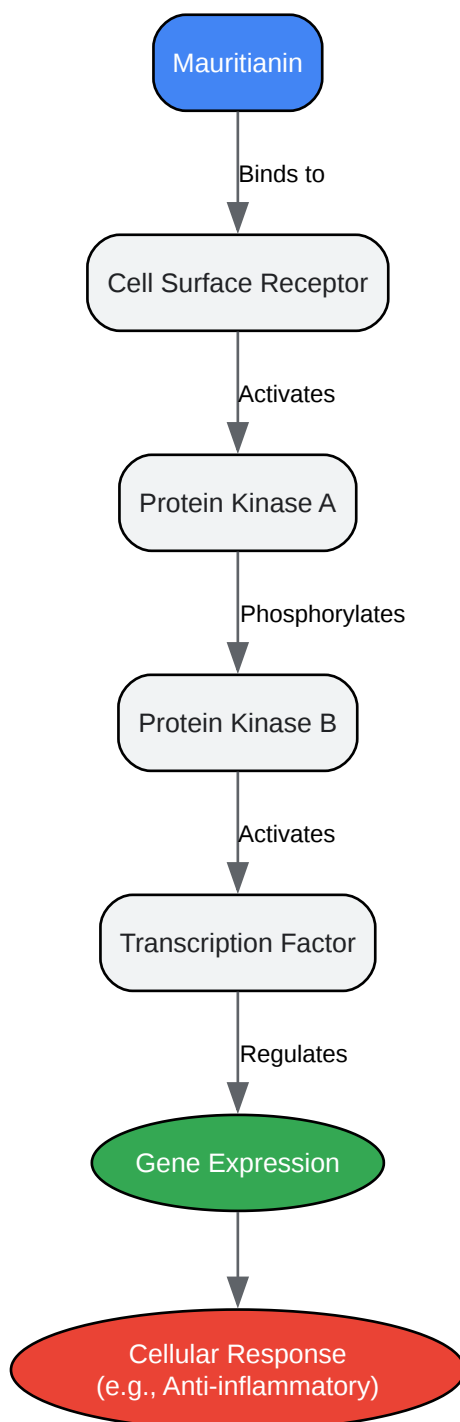 Mauritianin
Binds to
Cell Surface Receptor
Activates
Protein Kinase A
Phosphorylates
Protein Kinase B
Activates
Transcription Factor
Regulates
Gene Expression
Cellular Response
(e.g., Anti-inflammatory)